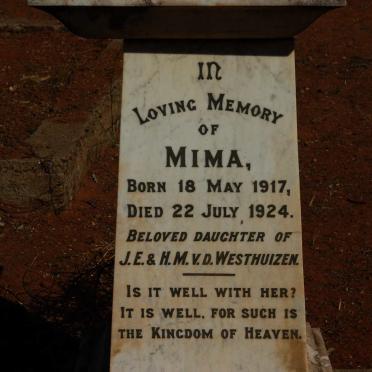 IN
LOVING MEMORY
OF
MIMA,
BORN 18 MAY 1917,
DIED 22 JULY, 1924.
BELOVED DAUGHTER OF
J.E. & H.M. V.D. WESTHUIZEN.
IS IT WELL WITH HER?
IT IS WELL. FOR SUCH IS
THE KINGDOM OF HEAVEN.